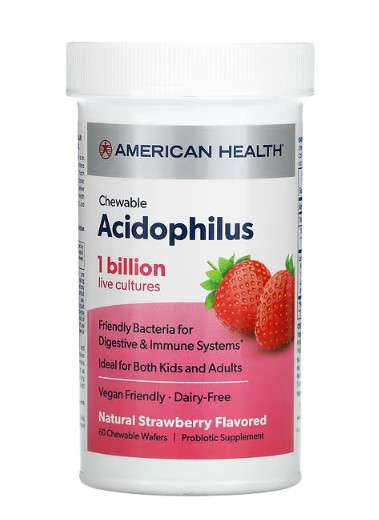 AMERICAN HEALTH®
Chewable
Acidophilus
1 billion
live cultures
Friendly Bacteria for
Digestive & Immune Systems*
Ideal for Both Kids and Adults
Vegan Friendly · Dairy-Free
Natural Strawberry Flavored
60 Chewable Wafers | Probiotic Supplement